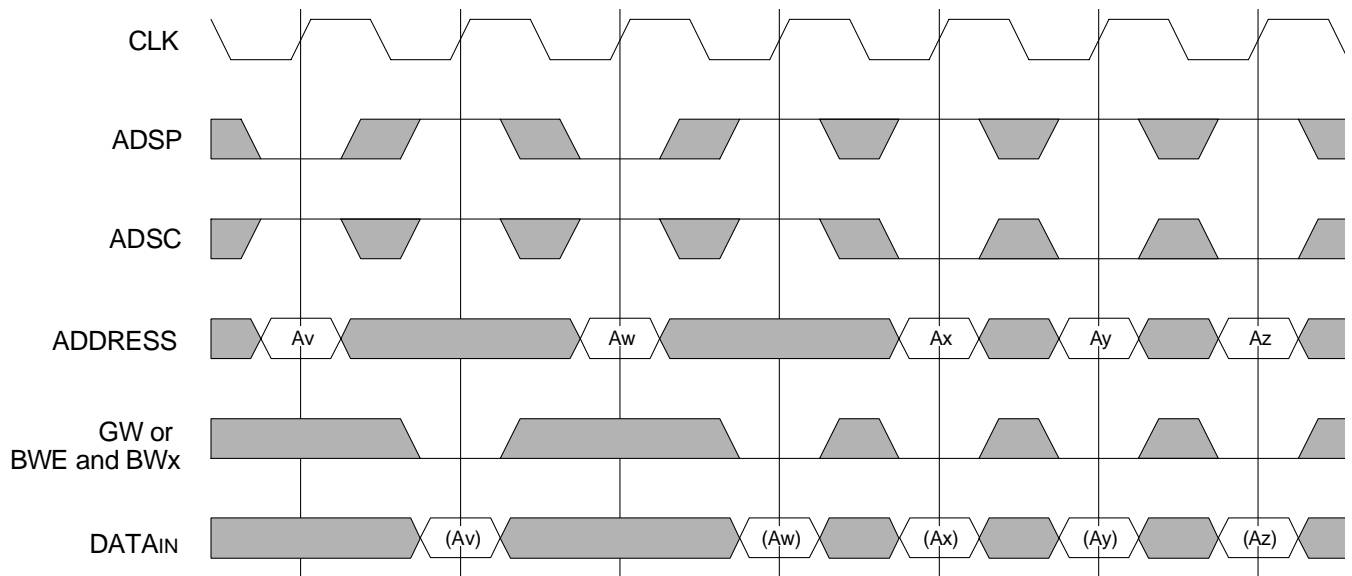 CLK
ADSP
ADSC
ADDRESS
Av
Aw
Ax
Ay
Az
GW or
BWE and BWx
DATAIN
(Av)
(Aw)
(Ax)
(Ay)
(Az)